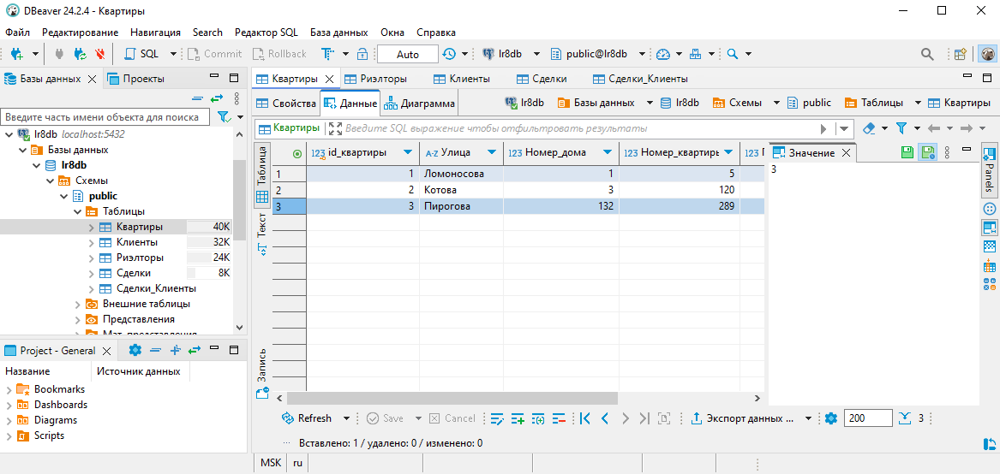 DBeaver 24.2.4 - Квартиры
Файл Редактирование Навигация Search Редактор SQL База данных Окна Справка
SQL Commit Rollback Auto lr8db public@lr8db
Базы данных Проекты
Введите часть имени объекта для поиска
lr8db localhost:5432
Базы данных
lr8db
Схемы
public
Таблицы
Квартиры 40K
Клиенты 32K
Риэлторы 24K
Сделки 8K
Сделки_Клиенты
Внешние таблицы
Представления
Мат. представления
Project - General
Название Источник данных
Bookmarks
Dashboards
Diagrams
Scripts
Квартиры Риэлторы Клиенты Сделки Сделки_Клиенты
Свойства Данные Диаграмма lr8db Базы данных lr8db Схемы public Таблицы Квартиры
Квартиры Введите SQL выражение чтобы отфильтровать результаты
Таблица
Текст
Запись
123 id_квартиры A-Z Улица 123 Номер_дома 123 Номер_квартиры 123
1 1 Ломоносова 1 5
2 2 Котова 3 120
3 3 Пирогова 132 289
Значение
3
Panels
Refresh Save Cancel Экспорт данных ... 200 3
Вставлено: 1 / удалено: 0 / изменено: 0
MSK ru